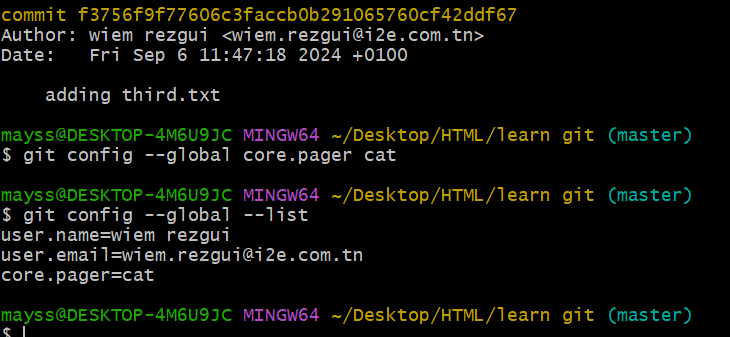 commit f3756f9f77606c3faccb0b291065760cf42ddf67
Author: wiem rezgui <wiem.rezgui@i2e.com.tn>
Date:   Fri Sep 6 11:47:18 2024 +0100
    adding third.txt
mayss@DESKTOP-4M6U9JC MINGW64 ~/Desktop/HTML/learn git (master)
$ git config --global core.pager cat
mayss@DESKTOP-4M6U9JC MINGW64 ~/Desktop/HTML/learn git (master)
$ git config --global --list
user.name=wiem rezgui
user.email=wiem.rezgui@i2e.com.tn
core.pager=cat
mayss@DESKTOP-4M6U9JC MINGW64 ~/Desktop/HTML/learn git (master)
$